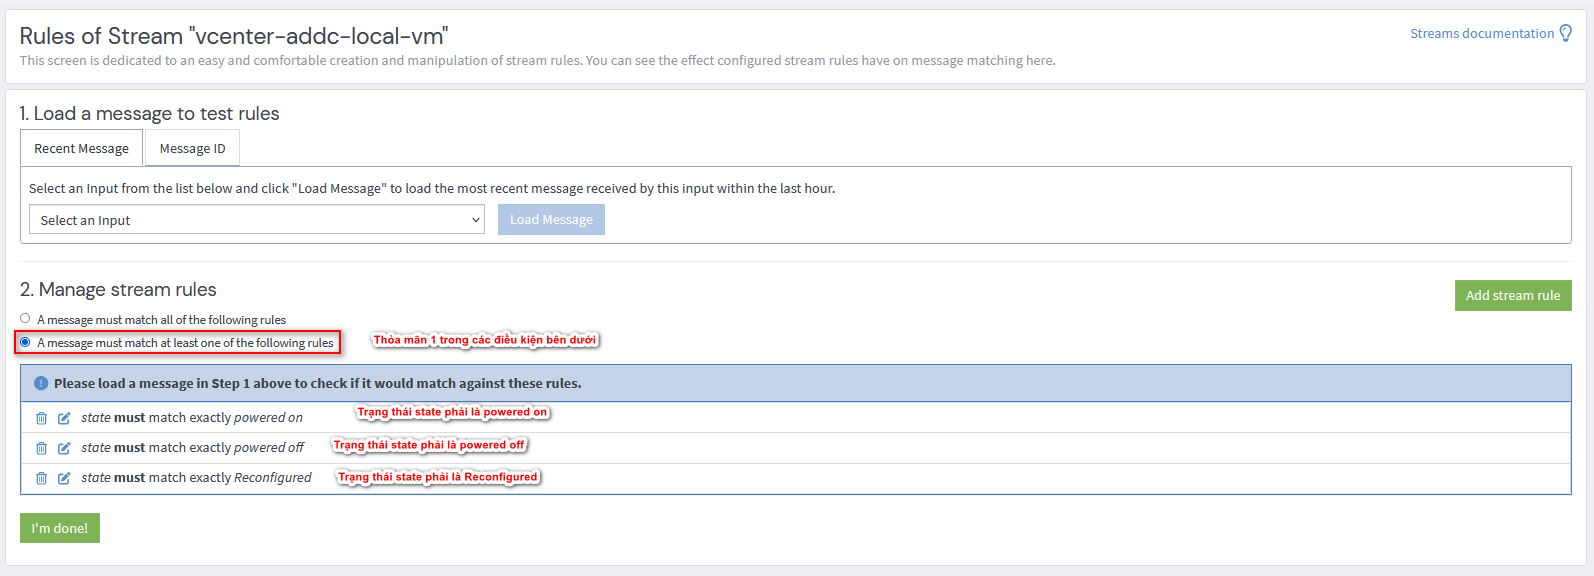 Rules of Stream "vcenter-addc-local-vm"
Streams documentation
This screen is dedicated to an easy and comfortable creation and manipulation of stream rules. You can see the effect configured stream rules have on message matching here.
1. Load a message to test rules
Recent Message
Message ID
Select an Input from the list below and click "Load Message" to load the most recent message received by this input within the last hour.
Select an Input
Load Message
2. Manage stream rules
Add stream rule
A message must match all of the following rules
A message must match at least one of the following rules
Thỏa mãn 1 trong các điều kiện bên dưới
Please load a message in Step 1 above to check if it would match against these rules.
state must match exactly powered on
Trạng thái state phải là powered on
state must match exactly powered off
Trạng thái state phải là powered off
state must match exactly Reconfigured
Trạng thái state phải là Reconfigured
I'm done!